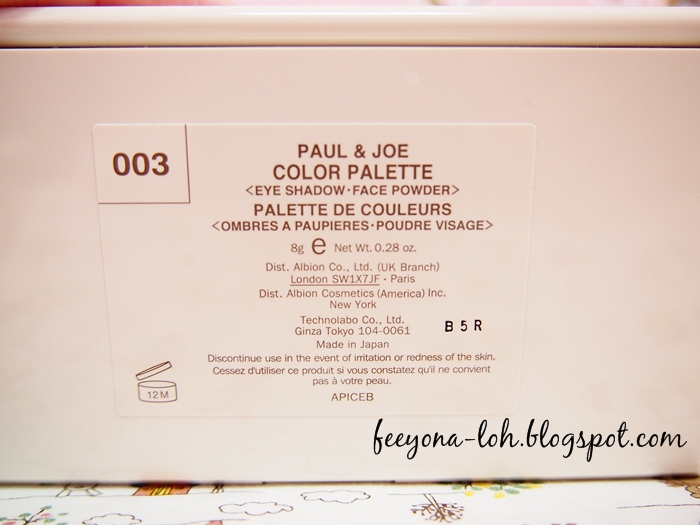 003
PAUL & JOE
COLOR PALETTE
<EYE SHADOW·FACE POWDER>
PALETTE DE COULEURS
<OMBRES A PAUPIERES·POUDRE VISAGE>
8g e Net Wt. 0.28 oz.
Dist. Albion Co., Ltd. (UK Branch)
London SW1X7JF · Paris
Dist. Albion Cosmetics (America) Inc.
New York
Technolabo Co., Ltd.
Ginza Tokyo 104-0061
B5R
Made in Japan
Discontinue use in the event of irritation or redness of the skin.
Cessez d'utiliser ce produit si vous constatez qu'il ne convient
pas à votre peau.
12M
APICEB
feeyona-loh.blogspot.com